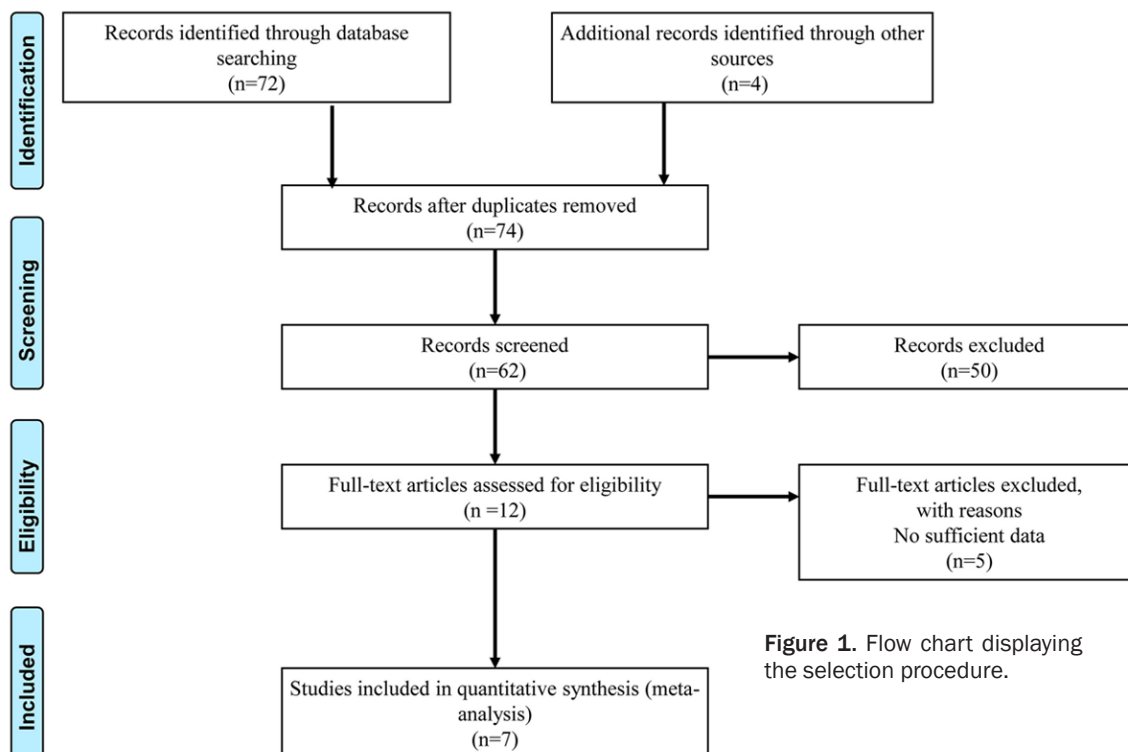 Identification
Records identified through database
searching
(n=72)
Additional records identified through other
sources
(n=4)
Records after duplicates removed
(n=74)
Screening
Records screened
(n=62)
Records excluded
(n=50)
Eligibility
Full-text articles assessed for eligibility
(n =12)
Full-text articles excluded,
with reasons
No sufficient data
(n=5)
Included
Studies included in quantitative synthesis (meta-
analysis)
(n=7)
Figure 1. Flow chart displaying
the selection procedure.